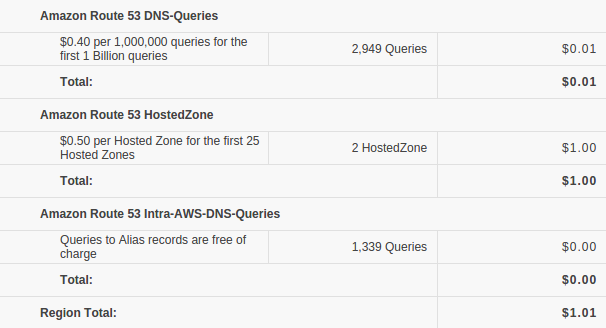 Amazon Route 53 DNS-Queries
$0.40 per 1,000,000 queries for the
first 1 Billion queries
2,949 Queries
$0.01
Total:
$0.01
Amazon Route 53 HostedZone
$0.50 per Hosted Zone for the first 25
Hosted Zones
2 HostedZone
$1.00
Total:
$1.00
Amazon Route 53 Intra-AWS-DNS-Queries
Queries to Alias records are free of
charge
1,339 Queries
$0.00
Total:
$0.00
Region Total:
$1.01